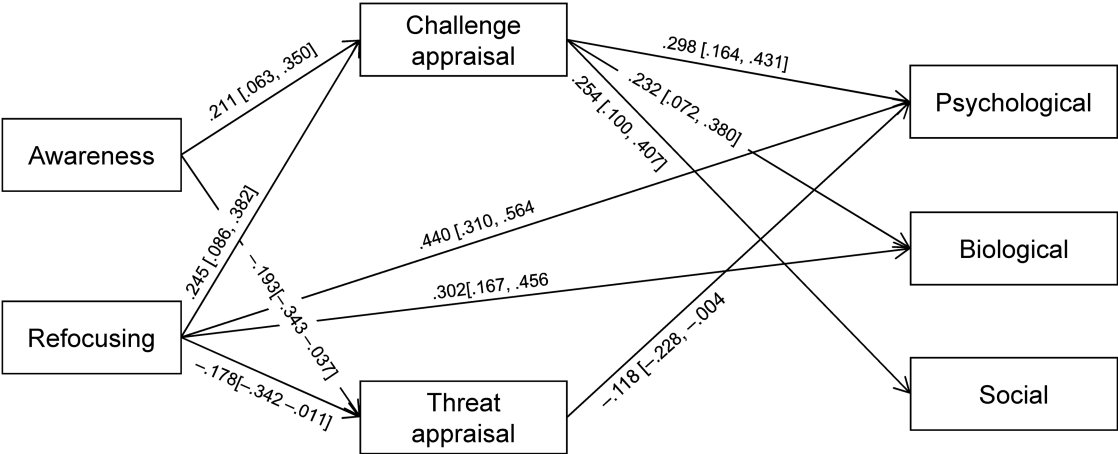 Challenge
appraisal
.298 [.164, .431]
.211 [.063, .350]
.232 [.072, .380]
.254 [.100, .407]
Psychological
Awareness
.245 [.086, .382]
.440 [.310, .564
Biological
–.193[–.343 –.037]
.302[.167, .456
Refocusing
–.118 [–.228, –.004
–.178[–.342 –.011]
Threat
appraisal
Social